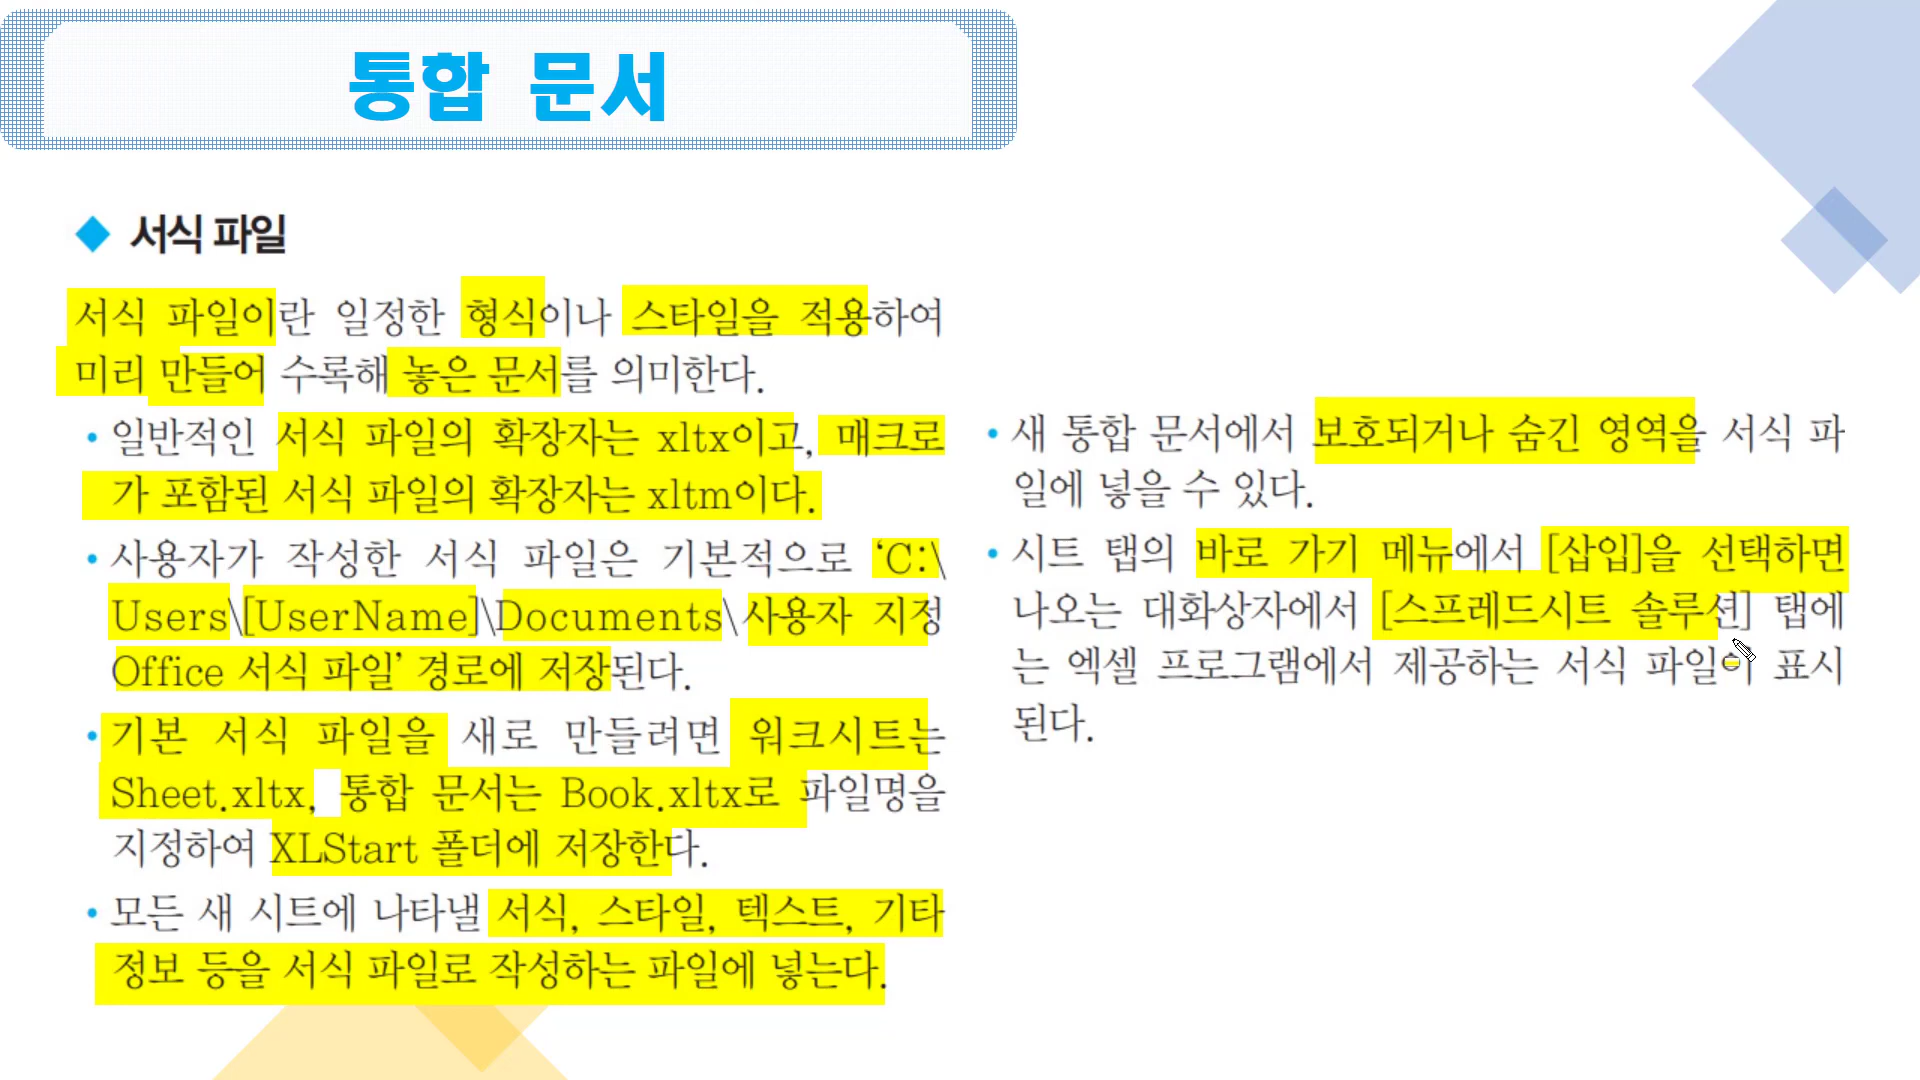 통합 문서
◆ 서식 파일
서식 파일이란 일정한 형식이나 스타일을 적용하여
미리 만들어 수록해 놓은 문서를 의미한다.
• 일반적인 서식 파일의 확장자는 xltx이고, 매크로
가 포함된 서식 파일의 확장자는 xltm이다.
• 사용자가 작성한 서식 파일은 기본적으로 ‘C:\
Users\[UserName]\Documents\사용자 지정
Office 서식 파일’ 경로에 저장된다.
• 기본 서식 파일을 새로 만들려면 워크시트는
Sheet.xltx, 통합 문서는 Book.xltx로 파일명을
지정하여 XLStart 폴더에 저장한다.
• 모든 새 시트에 나타낼 서식, 스타일, 텍스트, 기타
정보 등을 서식 파일로 작성하는 파일에 넣는다.
• 새 통합 문서에서 보호되거나 숨긴 영역을 서식 파
일에 넣을 수 있다.
• 시트 탭의 바로 가기 메뉴에서 [삽입]을 선택하면
나오는 대화상자에서 [스프레드시트 솔루션] 탭에
는 엑셀 프로그램에서 제공하는 서식 파일이 표시
된다.